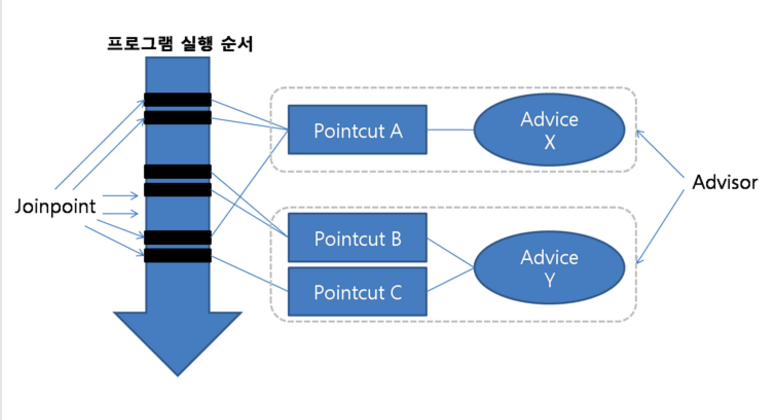 프로그램 실행 순서
Pointcut A
Advice
X
Joinpoint
Advisor
Pointcut B
Pointcut C
Advice
Y